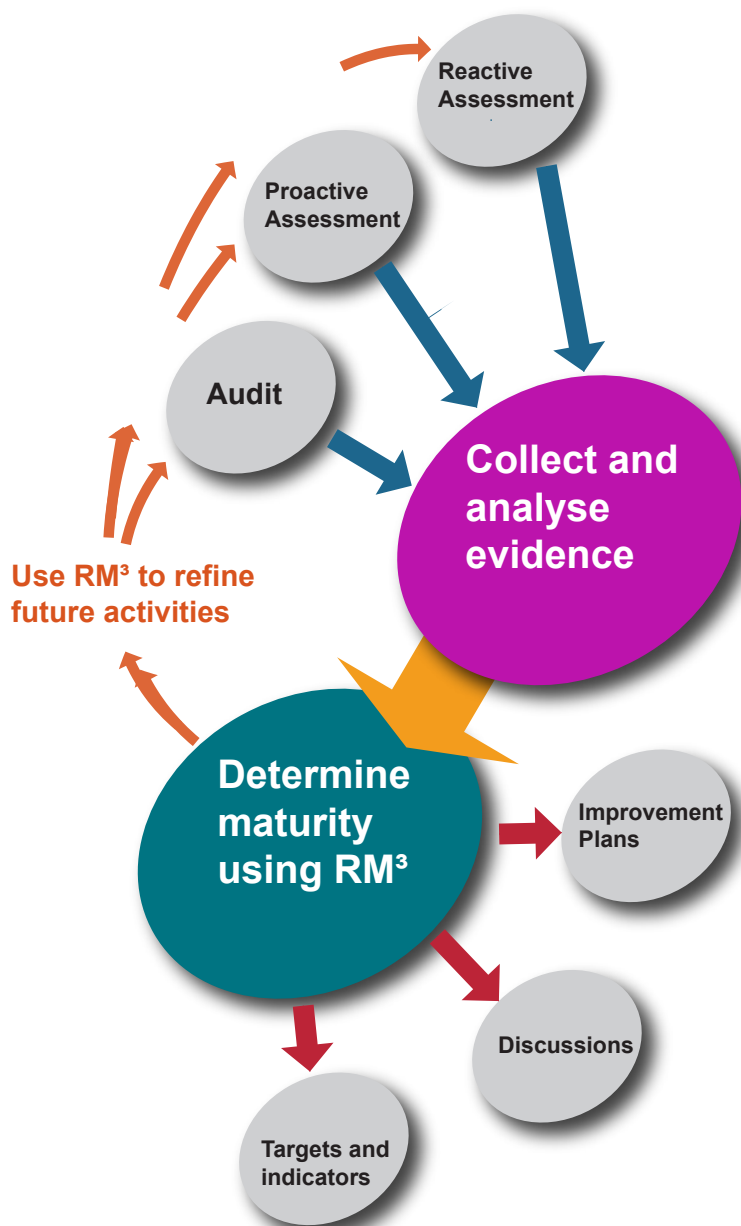 Reactive
Assessment
Proactive
Assessment
Audit
Collect and
analyse
evidence
Use RM³ to refine
future activities
Determine
maturity
using RM³
Improvement
Plans
Discussions
Targets and
indicators